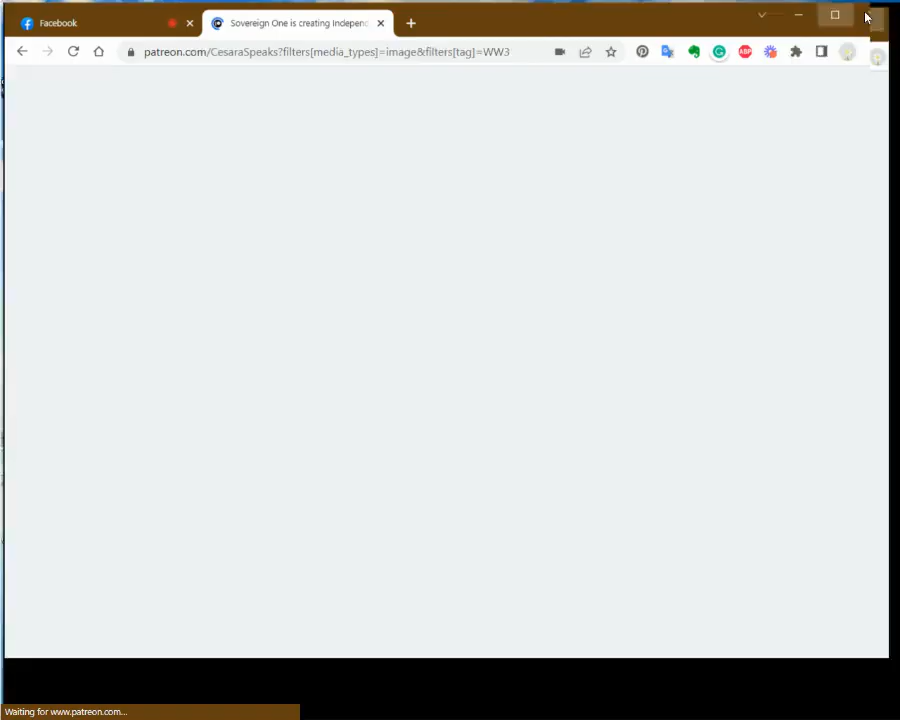 Facebook
Sovereign One is creating Independ
patreon.com/CesaraSpeaks?filters[media_types]=image&filters[tag]=WW3
ABP
Waiting for www.patreon.com...